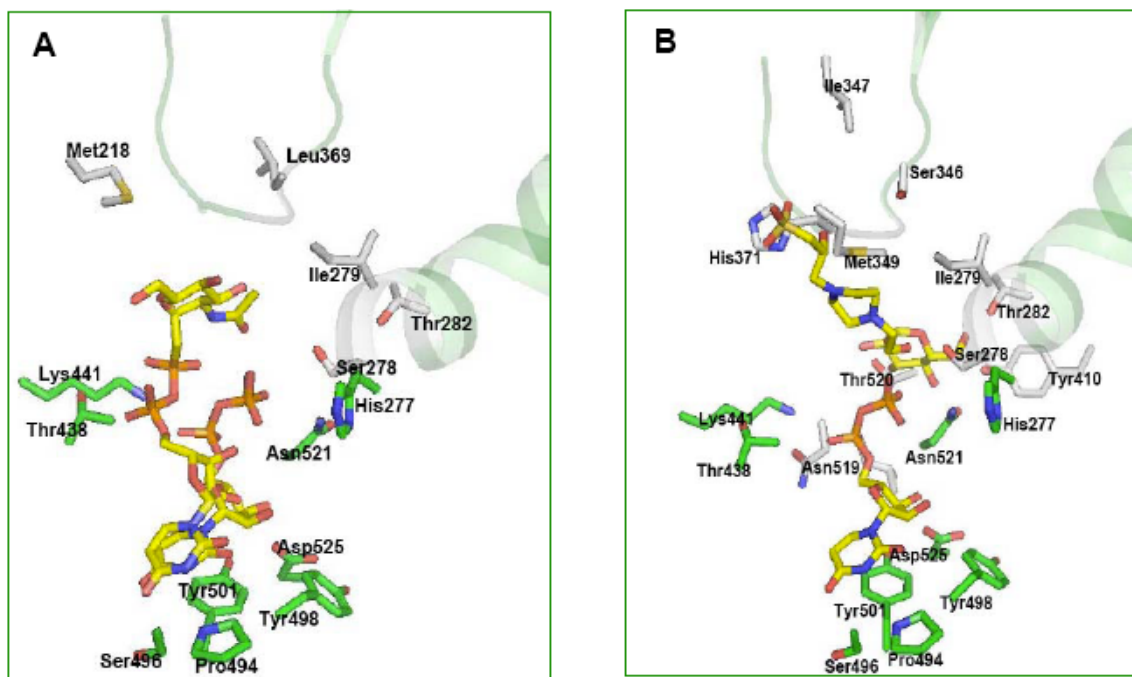 A
Met218
Leu369
Ile279
Thr282
Ser278
Lys441
His277
Thr438
Asn521
Asp525
Tyr501
Tyr498
Ser496
Pro494
B
Ile347
Ser346
His371
Met349
Ile279
Thr282
Ser278
Thr520
Tyr410
Lys441
His277
Asn521
Thr438
Asn519
Asp525
Tyr501
Tyr498
Ser496
Pro494